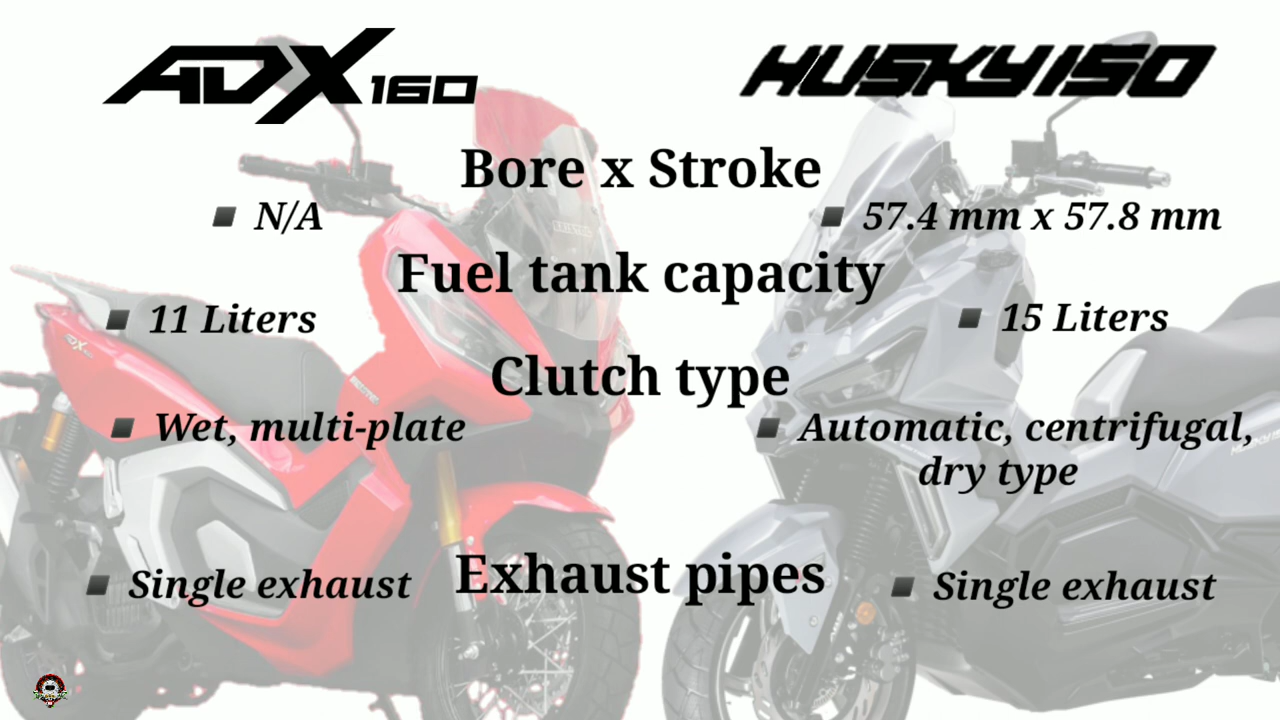 ADX160
HUSKY150
Bore x Stroke
▪ N/A
▪ 57.4 mm x 57.8 mm
Fuel tank capacity
▪ 11 Liters
▪ 15 Liters
Clutch type
▪ Wet, multi-plate
▪ Automatic, centrifugal,
dry type
Exhaust pipes
▪ Single exhaust
▪ Single exhaust